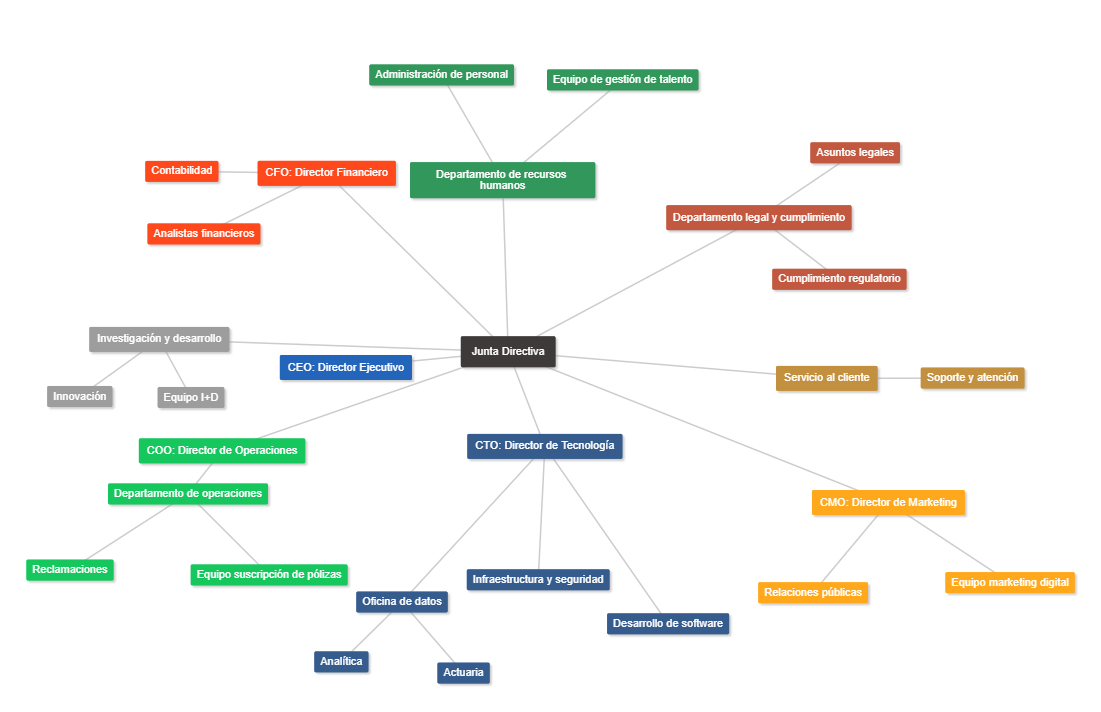 Administración de personal
Equipo de gestión de talento
Asuntos legales
Contabilidad
CFO: Director Financiero
Departamento de recursos
humanos
Departamento legal y cumplimiento
Analistas financieros
Cumplimiento regulatorio
Investigación y desarrollo
Junta Directiva
CEO: Director Ejecutivo
Servicio al cliente
Soporte y atención
Innovación
Equipo I+D
COO: Director de Operaciones
CTO: Director de Tecnología
Departamento de operaciones
CMO: Director de Marketing
Reclamaciones
Equipo suscripción de pólizas
Infraestructura y seguridad
Equipo marketing digital
Relaciones públicas
Oficina de datos
Desarrollo de software
Analítica
Actuaria